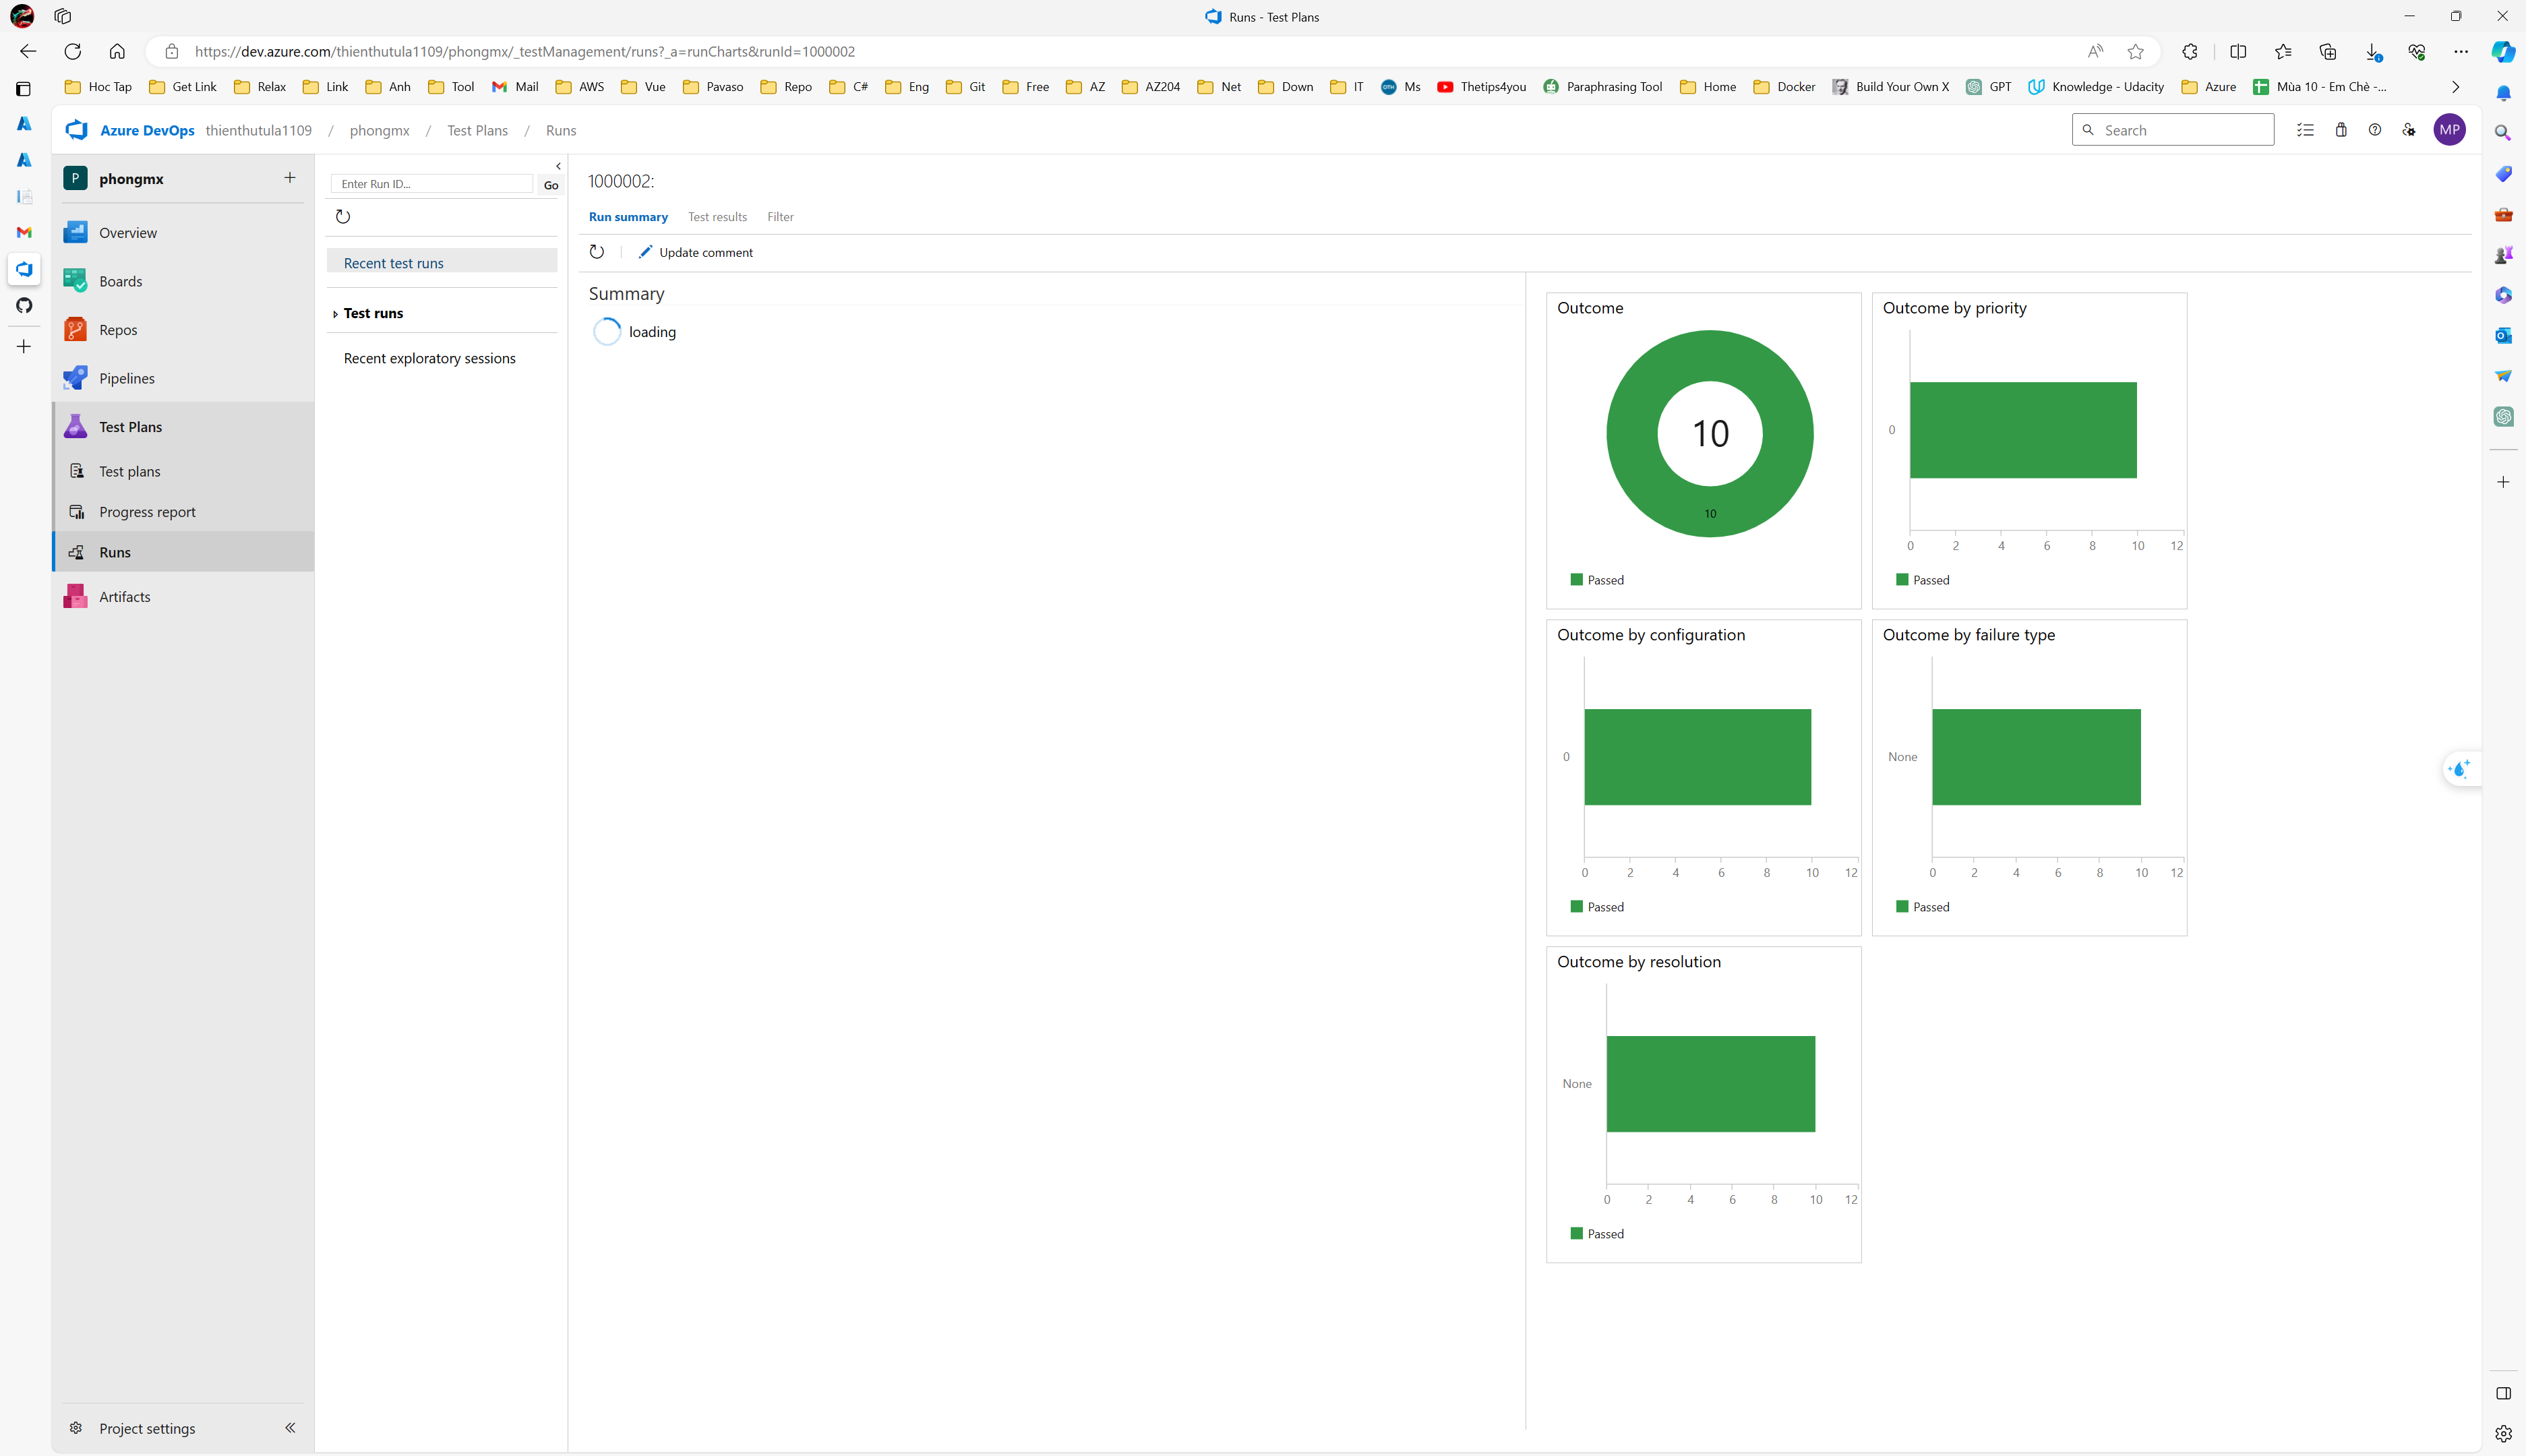 Runs - Test Plans
https://dev.azure.com/thienthutula1109/phongmx/_testManagement/runs?_a=runCharts&runId=1000002
Hoc Tap Get Link Relax Link Anh Tool Mail AWS Vue Pavaso Repo C# Eng Git Free AZ AZ204 Net Down IT Ms Thetips4you Paraphrasing Tool Home Docker Build Your Own X GPT Knowledge - Udacity Azure Mùa 10 - Em Chè -...
Azure DevOps thienthutula1109 / phongmx / Test Plans / Runs
Search
MP
P phongmx
Overview
Boards
Repos
Pipelines
Test Plans
Test plans
Progress report
Runs
Artifacts
Project settings
Enter Run ID...
Go
Recent test runs
Test runs
Recent exploratory sessions
1000002:
Run summary Test results Filter
Update comment
Summary
loading
Outcome
10
10
Passed
Outcome by priority
0
0 2 4 6 8 10 12
Passed
Outcome by configuration
0
0 2 4 6 8 10 12
Passed
Outcome by failure type
None
0 2 4 6 8 10 12
Passed
Outcome by resolution
None
0 2 4 6 8 10 12
Passed